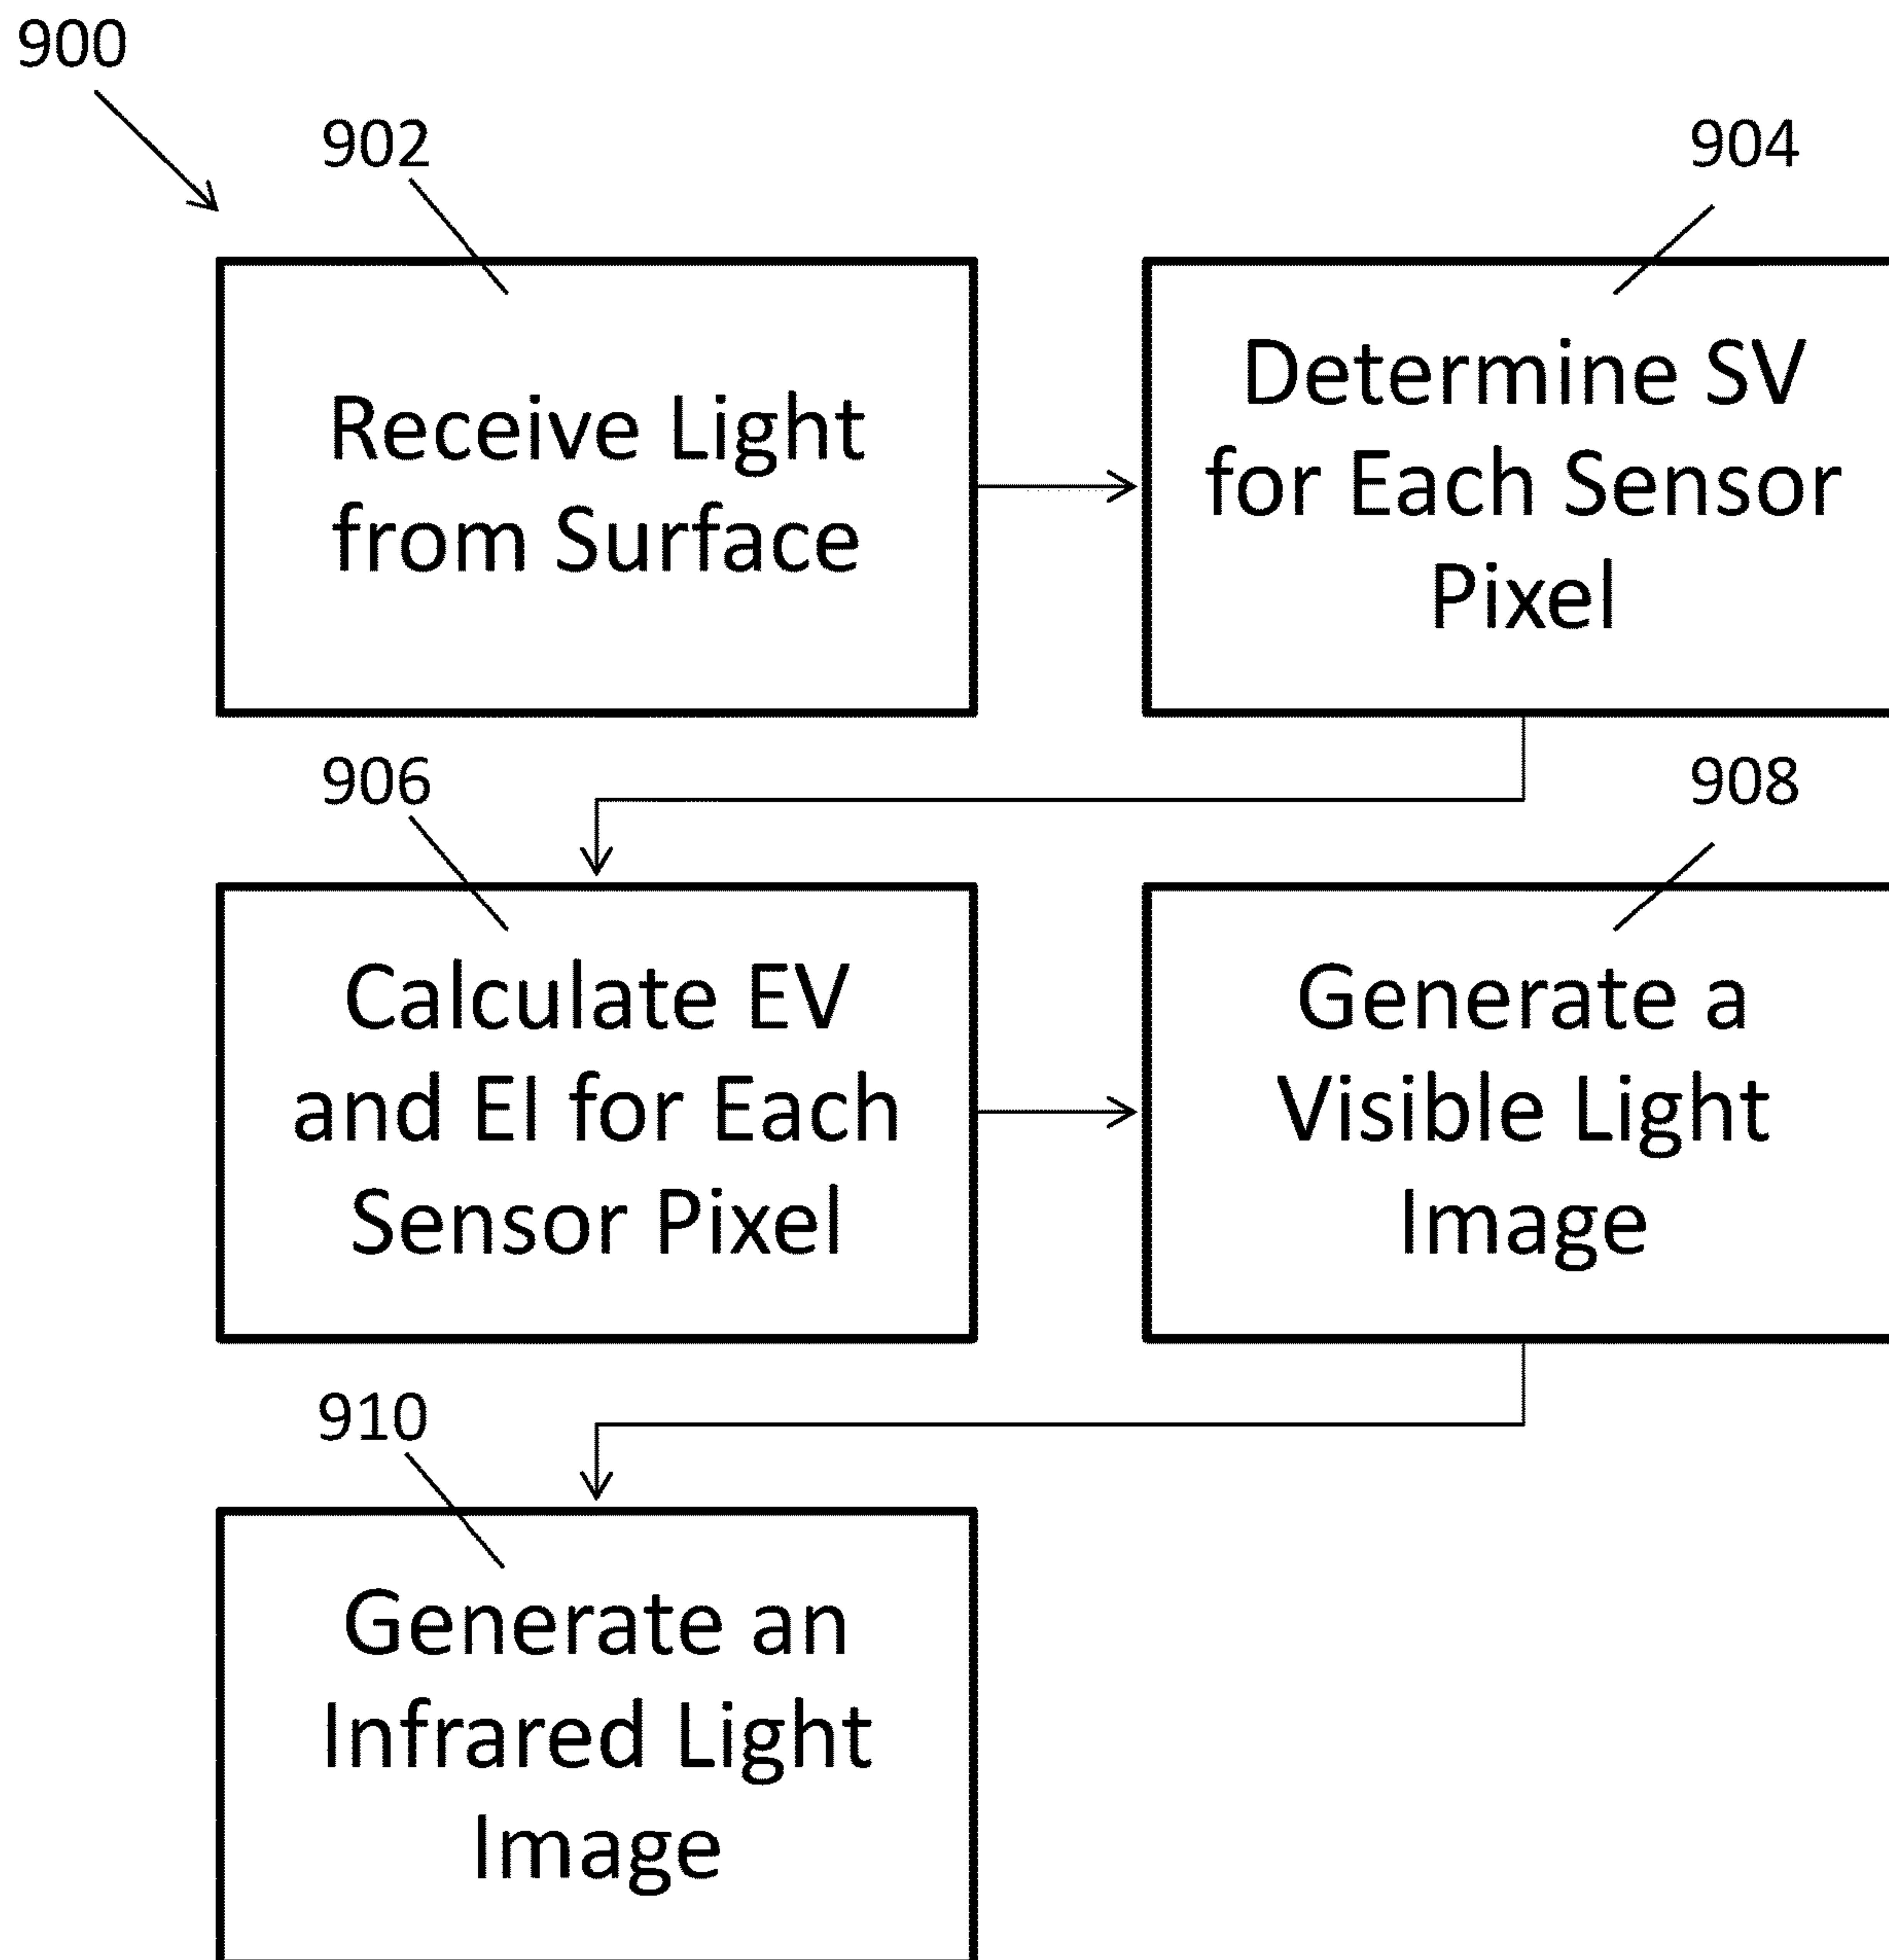 900
902
Receive Light
from Surface
904
Determine SV
for Each Sensor
Pixel
906
Calculate EV
and EI for Each
Sensor Pixel
908
Generate a
Visible Light
Image
910
Generate an
Infrared Light
Image